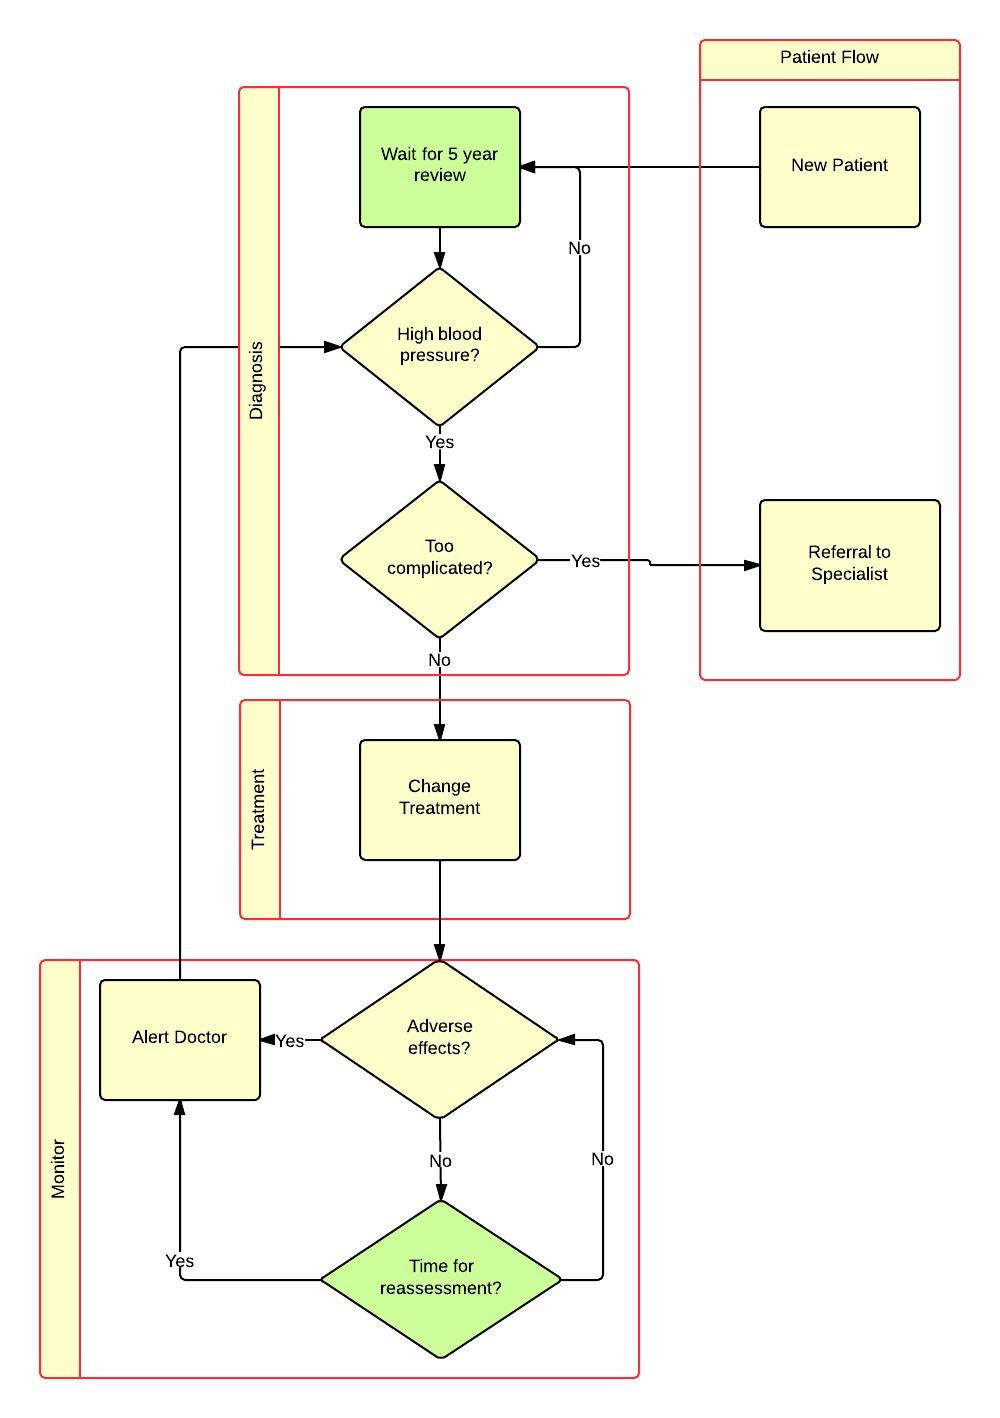 Patient Flow
Wait for 5 year
review
New Patient
No
High blood
pressure?
Diagnosis
Yes
Too
complicated?
Yes
Referral to
Specialist
No
Change
Treatment
Treatment
Adverse
effects?
Alert Doctor
Yes
No
No
Monitor
Yes
Time for
reassessment?